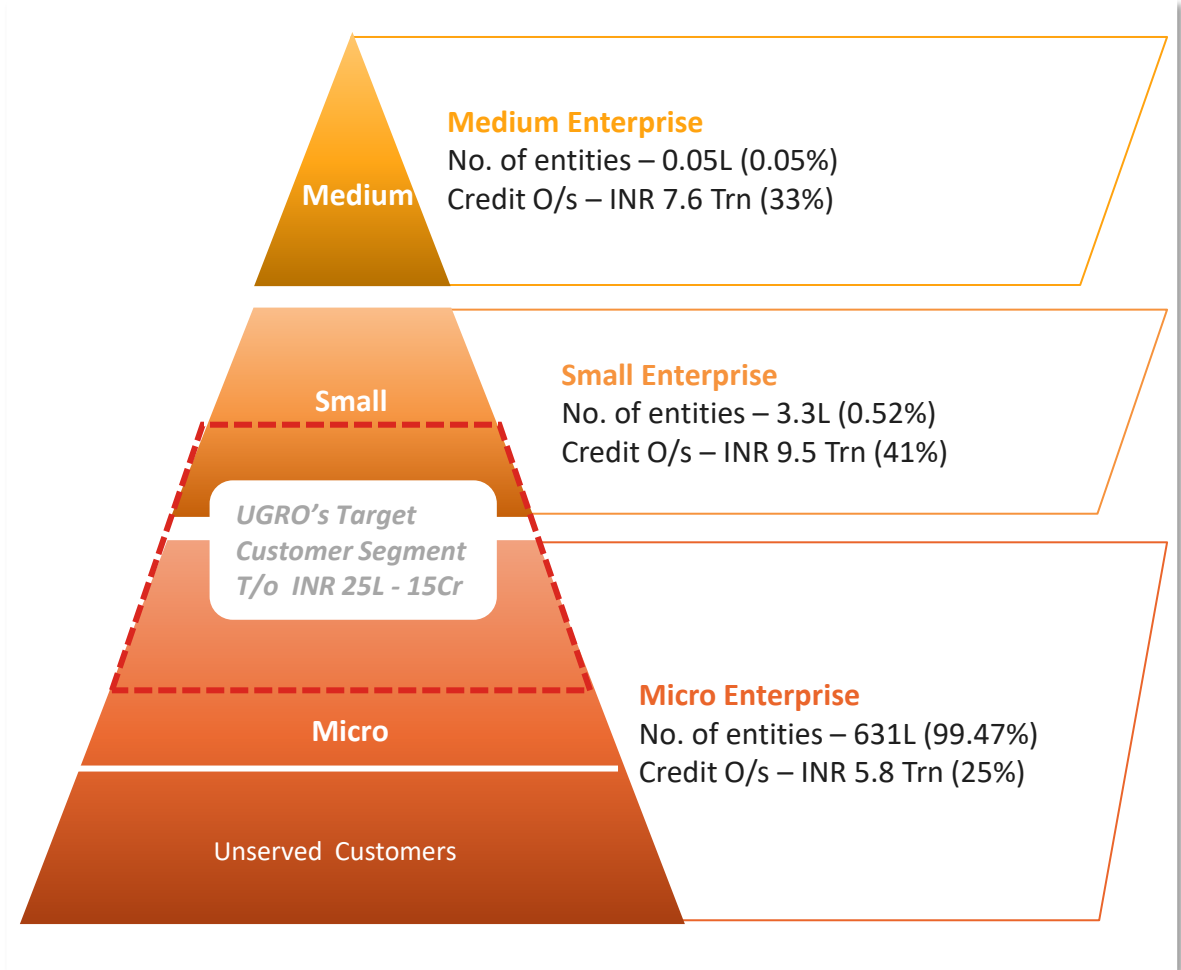 Medium
Medium Enterprise
No. of entities – 0.05L (0.05%)
Credit O/s – INR 7.6 Trn (33%)
Small
Small Enterprise
No. of entities – 3.3L (0.52%)
Credit O/s – INR 9.5 Trn (41%)
UGRO's Target
Customer Segment
T/o  INR 25L - 15Cr
Micro
Micro Enterprise
No. of entities – 631L (99.47%)
Credit O/s – INR 5.8 Trn (25%)
Unserved  Customers